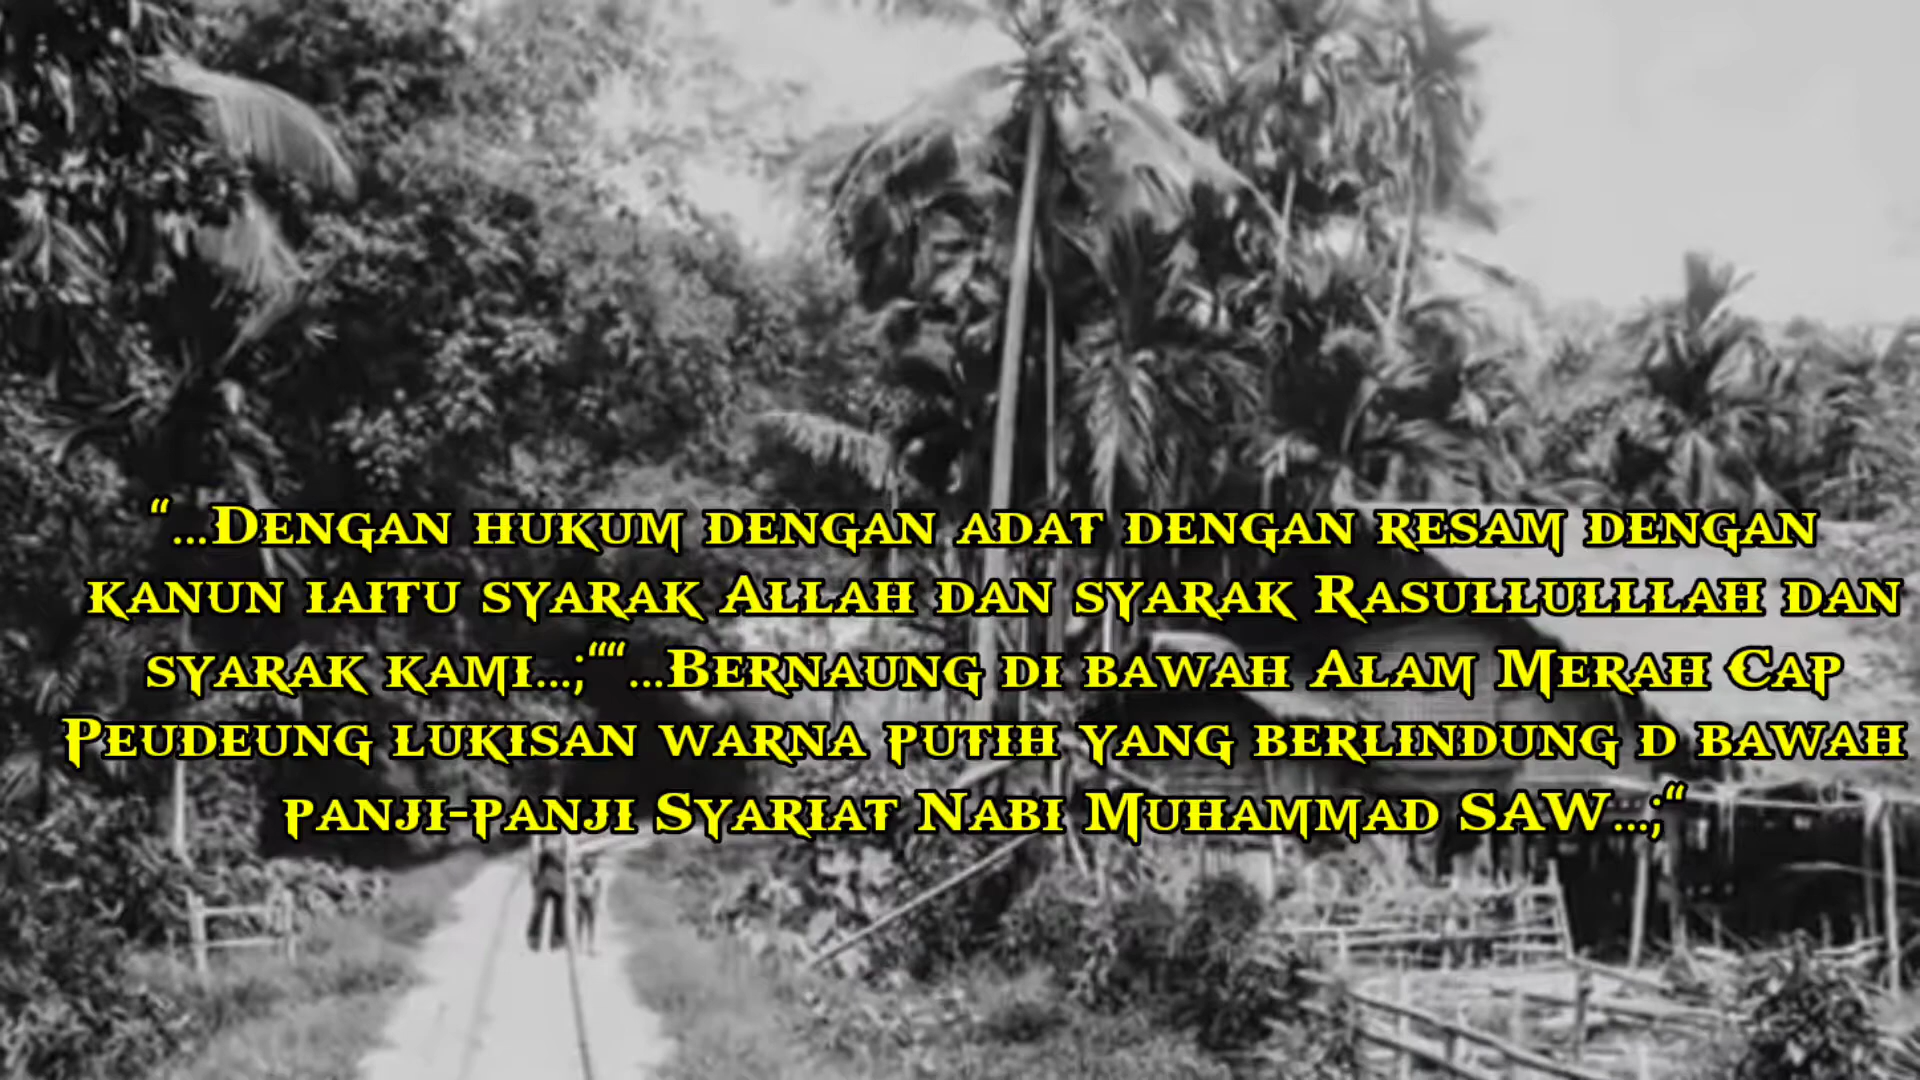 “...Dengan hukum dengan adat dengan resam dengan
kanun iaitu syarak Allah dan syarak Rasullulllah dan
syarak kami...;““ “...Bernaung di bawah Alam Merah Cap
Peudeung lukisan warna putih yang berlindung d bawah
panji-panji Syariat Nabi Muhammad SAW...;“